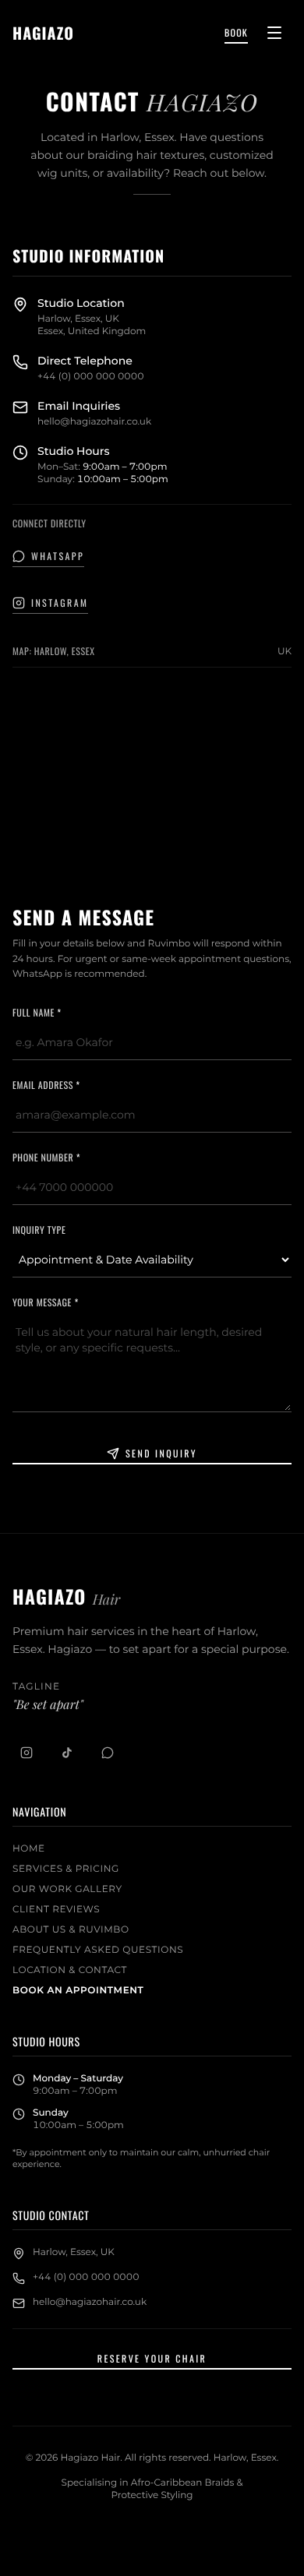 HAGIAZO
BOOK
CONTACT HAGIAZO
Located in Harlow, Essex. Have questions
about our braiding hair textures, customized
wig units, or availability? Reach out below.
STUDIO INFORMATION
Studio Location
Harlow, Essex, UK
Essex, United Kingdom
Direct Telephone
+44 (0) 000 000 0000
Email Inquiries
hello@hagiazohair.co.uk
Studio Hours
Mon–Sat: 9:00am – 7:00pm
Sunday: 10:00am – 5:00pm
CONNECT DIRECTLY
WHATSAPP
INSTAGRAM
MAP: HARLOW, ESSEX UK
SEND A MESSAGE
Fill in your details below and Ruvimbo will respond within
24 hours. For urgent or same-week appointment questions,
WhatsApp is recommended.
FULL NAME *
e.g. Amara Okafor
EMAIL ADDRESS *
amara@example.com
PHONE NUMBER *
+44 7000 000000
INQUIRY TYPE
Appointment & Date Availability
YOUR MESSAGE *
Tell us about your natural hair length, desired
style, or any specific requests...
SEND INQUIRY
HAGIAZO Hair
Premium hair services in the heart of Harlow,
Essex. Hagiazo — to set apart for a special purpose.
TAGLINE
"Be set apart"
NAVIGATION
HOME
SERVICES & PRICING
OUR WORK GALLERY
CLIENT REVIEWS
ABOUT US & RUVIMBO
FREQUENTLY ASKED QUESTIONS
LOCATION & CONTACT
BOOK AN APPOINTMENT
STUDIO HOURS
Monday – Saturday
9:00am – 7:00pm
Sunday
10:00am – 5:00pm
*By appointment only to maintain our calm, unhurried chair
experience.
STUDIO CONTACT
Harlow, Essex, UK
+44 (0) 000 000 0000
hello@hagiazohair.co.uk
RESERVE YOUR CHAIR
© 2026 Hagiazo Hair. All rights reserved. Harlow, Essex.
Specialising in Afro-Caribbean Braids &
Protective Styling